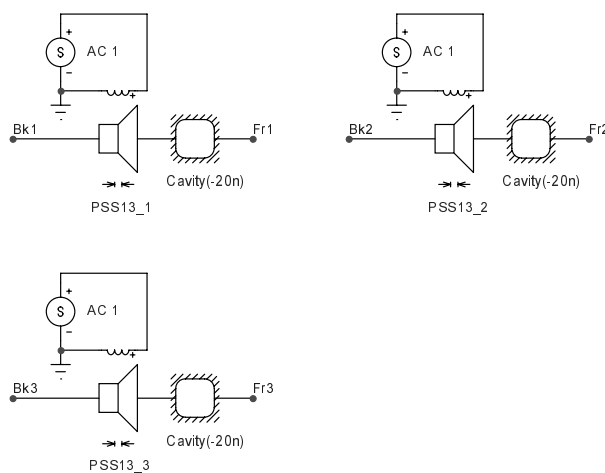 +
S
AC 1
−
+
Bk1
Fr1
Cavity(-20n)
PSS13_1
+
S
AC 1
−
+
Bk2
Fr2
Cavity(-20n)
PSS13_2
+
S
AC 1
−
+
Bk3
Fr3
Cavity(-20n)
PSS13_3